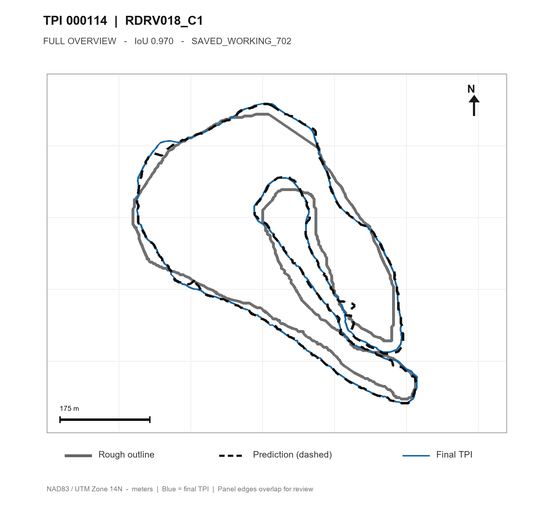 TPI 000114 | RDRV018_C1
FULL OVERVIEW - IoU 0.970 - SAVED_WORKING_702
N
175 m
Rough outline
Prediction (dashed)
Final TPI
NAD83 / UTM Zone 14N - meters | Blue = final TPI | Panel edges overlap for review